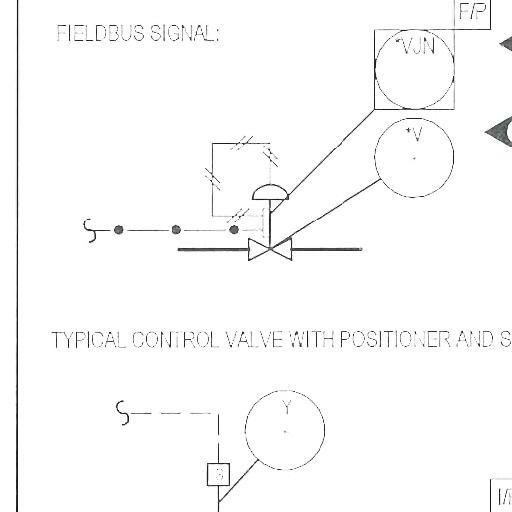 F/P
FIELDBUS SIGNAL:
*VJN
*V
TYPICAL CONTROL VALVE WITH POSITIONER AND S
Y
S
I/